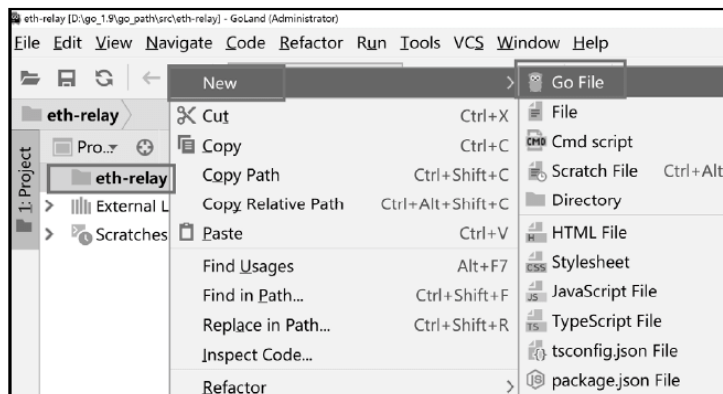 eth-relay [D:\go_1.9\go_path\src\eth-relay] - GoLand (Administrator)
File Edit View Navigate Code Refactor Run Tools VCS Window Help
eth-relay
1: Project
Pro...
eth-relay
External L
Scratches
New
Cut Ctrl+X
Copy Ctrl+C
Copy Path Ctrl+Shift+C
Copy Relative Path Ctrl+Alt+Shift+C
Paste Ctrl+V
Find Usages Alt+F7
Find in Path... Ctrl+Shift+F
Replace in Path... Ctrl+Shift+R
Inspect Code...
Refactor
Go File
File
CMD Cmd script
Scratch File Ctrl+Alt
Directory
H HTML File
CSS Stylesheet
JS JavaScript File
TS TypeScript File
tsconfig.json File
package.json File